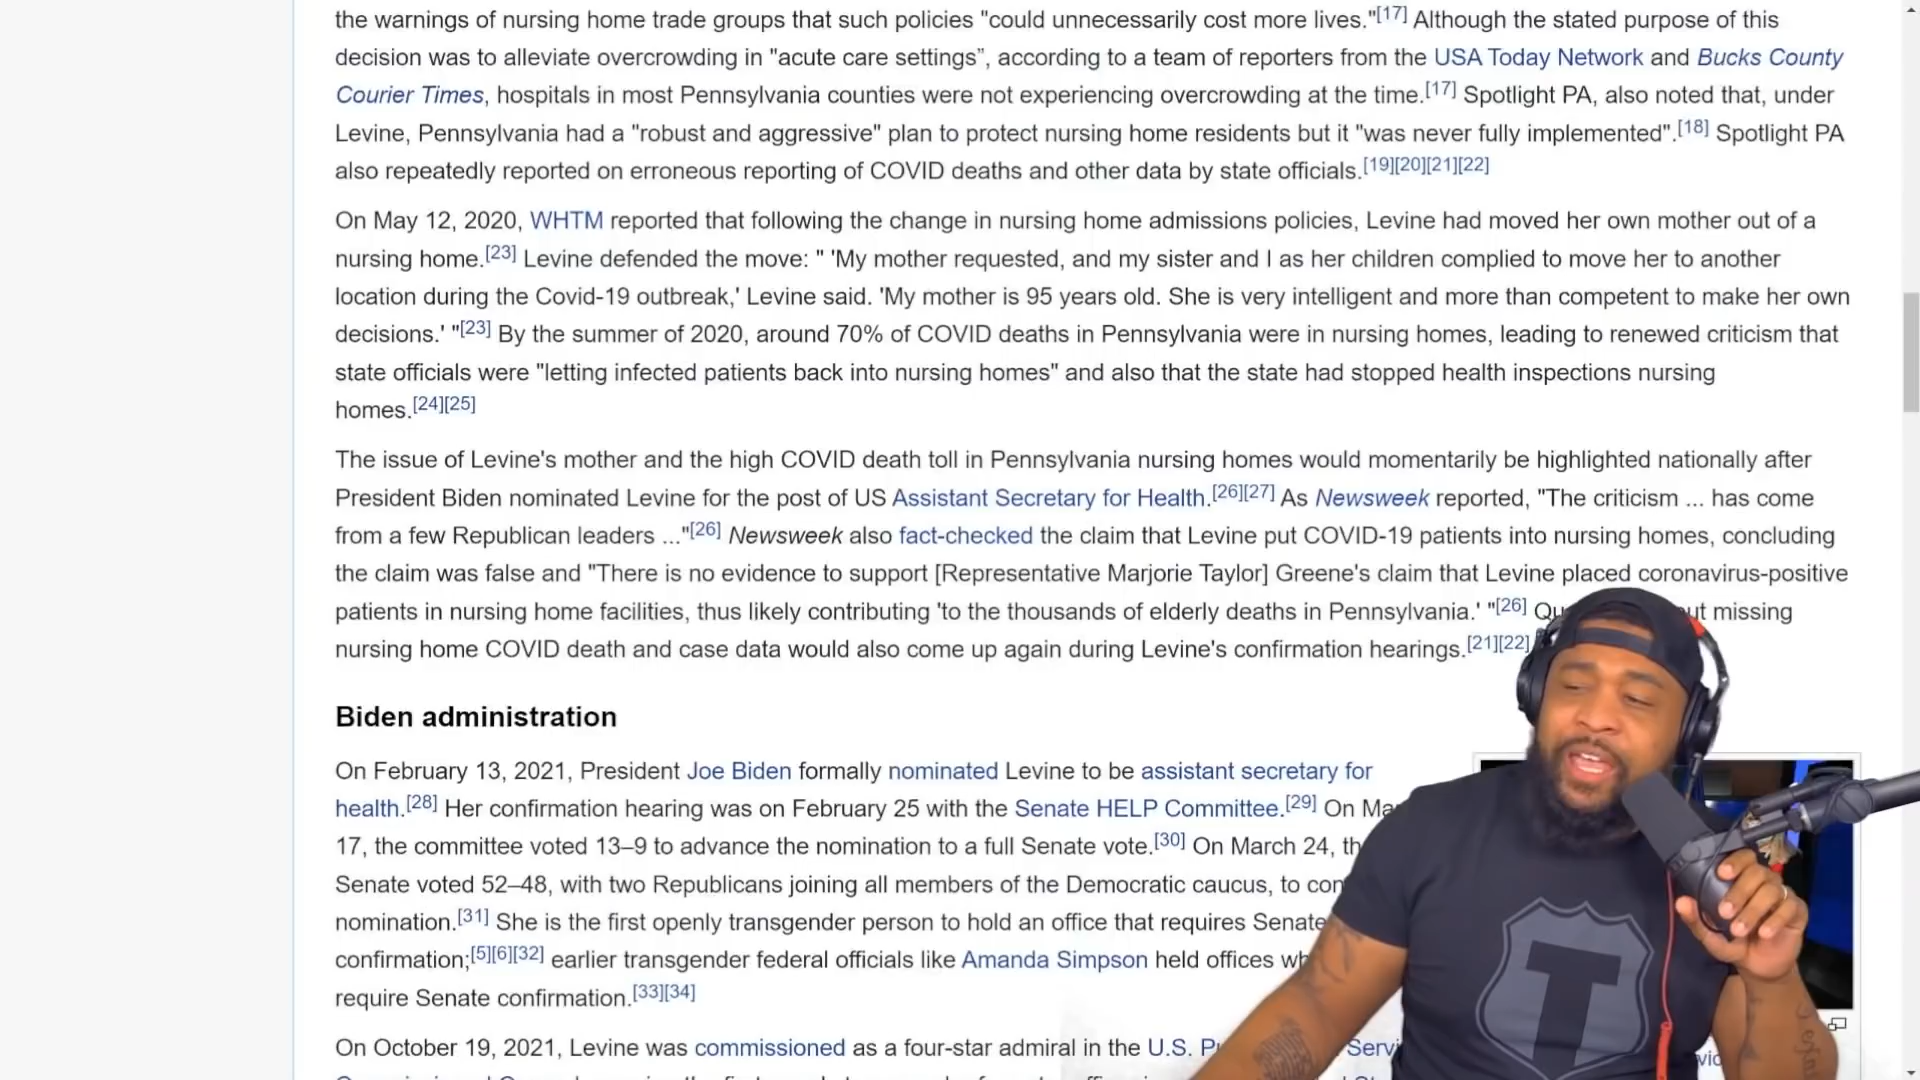 the warnings of nursing home trade groups that such policies "could unnecessarily cost more lives."[17] Although the stated purpose of this
decision was to alleviate overcrowding in "acute care settings”, according to a team of reporters from the USA Today Network and Bucks County
Courier Times, hospitals in most Pennsylvania counties were not experiencing overcrowding at the time.[17] Spotlight PA, also noted that, under
Levine, Pennsylvania had a "robust and aggressive" plan to protect nursing home residents but it "was never fully implemented".[18] Spotlight PA
also repeatedly reported on erroneous reporting of COVID deaths and other data by state officials.[19][20][21][22]
On May 12, 2020, WHTM reported that following the change in nursing home admissions policies, Levine had moved her own mother out of a
nursing home.[23] Levine defended the move: " 'My mother requested, and my sister and I as her children complied to move her to another
location during the Covid-19 outbreak,' Levine said. 'My mother is 95 years old. She is very intelligent and more than competent to make her own
decisions.' "[23] By the summer of 2020, around 70% of COVID deaths in Pennsylvania were in nursing homes, leading to renewed criticism that
state officials were "letting infected patients back into nursing homes" and also that the state had stopped health inspections nursing
homes.[24][25]
The issue of Levine's mother and the high COVID death toll in Pennsylvania nursing homes would momentarily be highlighted nationally after
President Biden nominated Levine for the post of US Assistant Secretary for Health.[26][27] As Newsweek reported, "The criticism ... has come
from a few Republican leaders ..."[26] Newsweek also fact-checked the claim that Levine put COVID-19 patients into nursing homes, concluding
the claim was false and "There is no evidence to support [Representative Marjorie Taylor] Greene's claim that Levine placed coronavirus-positive
patients in nursing home facilities, thus likely contributing 'to the thousands of elderly deaths in Pennsylvania.' "[26] missing
nursing home COVID death and case data would also come up again during Levine's confirmation hearings.[21][22]
Biden administration
On February 13, 2021, President Joe Biden formally nominated Levine to be assistant secretary for
health.[28] Her confirmation hearing was on February 25 with the Senate HELP Committee.[29] On
17, the committee voted 13–9 to advance the nomination to a full Senate vote.[30] On March 24,
Senate voted 52–48, with two Republicans joining all members of the Democratic caucus, to
nomination.[31] She is the first openly transgender person to hold an office that requires Senate
confirmation;[5][6][32] earlier transgender federal officials like Amanda Simpson held offices
require Senate confirmation.[33][34]
On October 19, 2021, Levine was commissioned as a four-star admiral in the U.S.
T